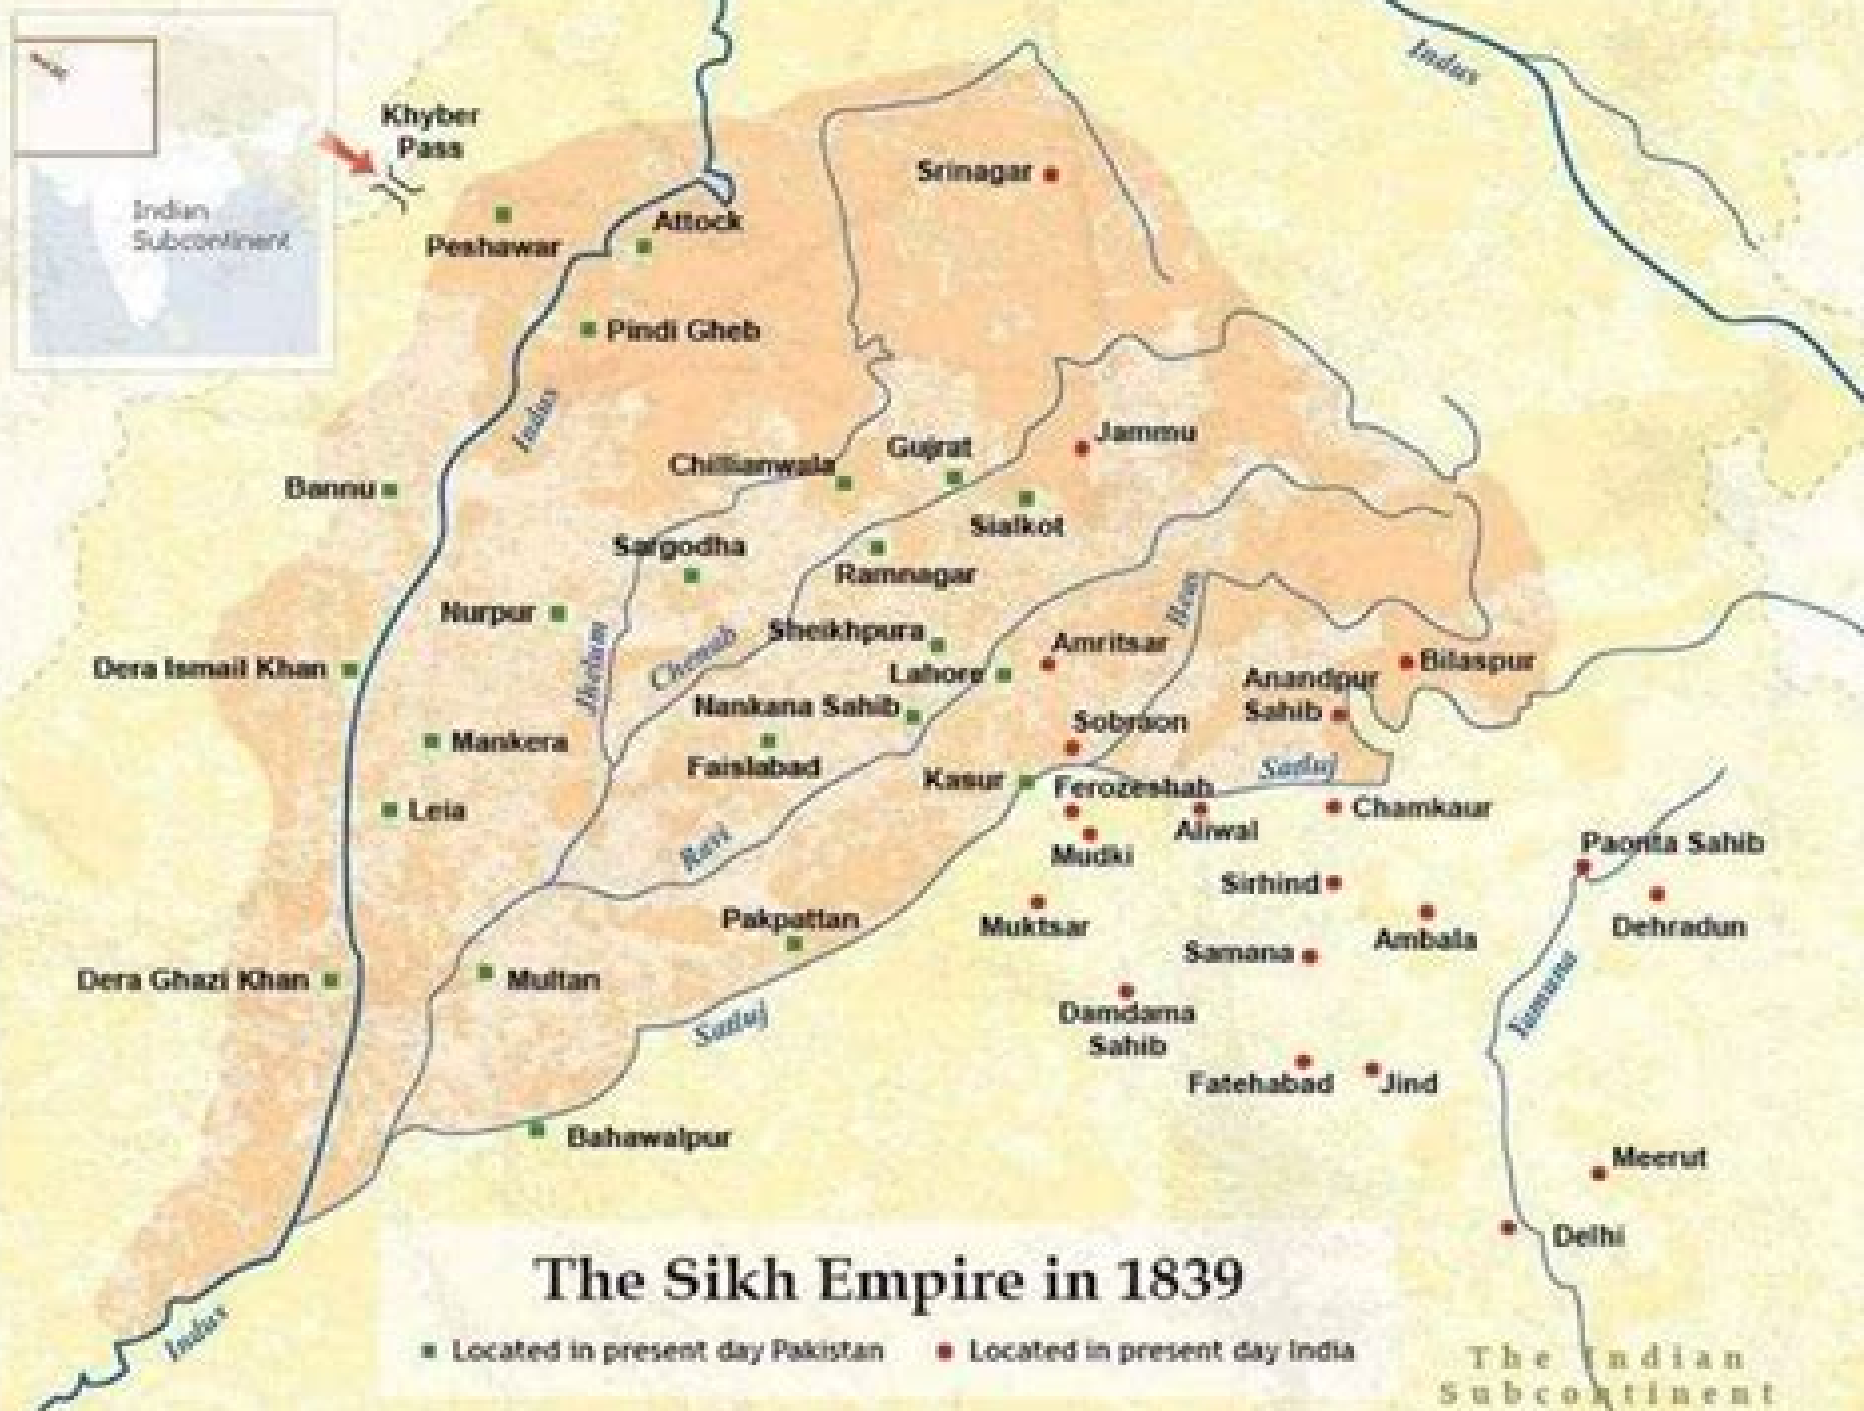 Indus
Khyber
Pass
Srinagar
Indian
Subcontinent
Attock
Peshawar
Pindi Gheb
Indus
Jammu
Gujrat
Chillianwala
Bannu
Sialkot
Sargodha
Ramnagar
Nurpur
Beas
Sheikhpura
Amritsar
Jhelum
Chenab
Dera Ismail Khan
Lahore
Bilaspur
Anandpur
Sahib
Nankana Sahib
Sobraon
Mankera
Faislabad
Kasur
Satluj
Ferozeshah
Leia
Chamkaur
Aliwal
Ravi
Mudki
Paonta Sahib
Sirhind
Pakpattan
Muktsar
Ambala
Dehradun
Samana
Dera Ghazi Khan
Multan
Yamuna
Satluj
Damdama
Sahib
Fatehabad
Jind
Bahawalpur
Meerut
Delhi
The Sikh Empire in 1839
Indus
Located in present day Pakistan
Located in present day India
The Indian
Subcontinent